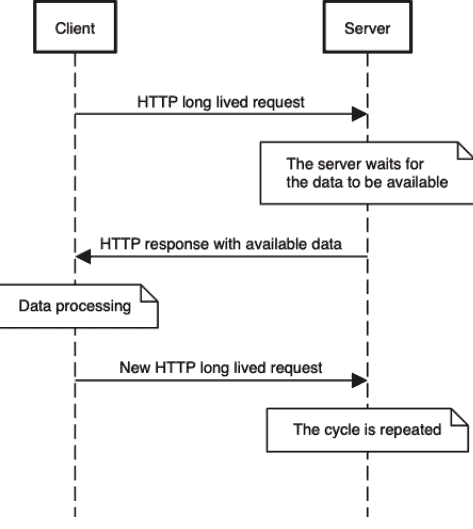 Client
Server
HTTP long lived request
The server waits for
the data to be available
HTTP response with available data
Data processing
New HTTP long lived request
The cycle is repeated